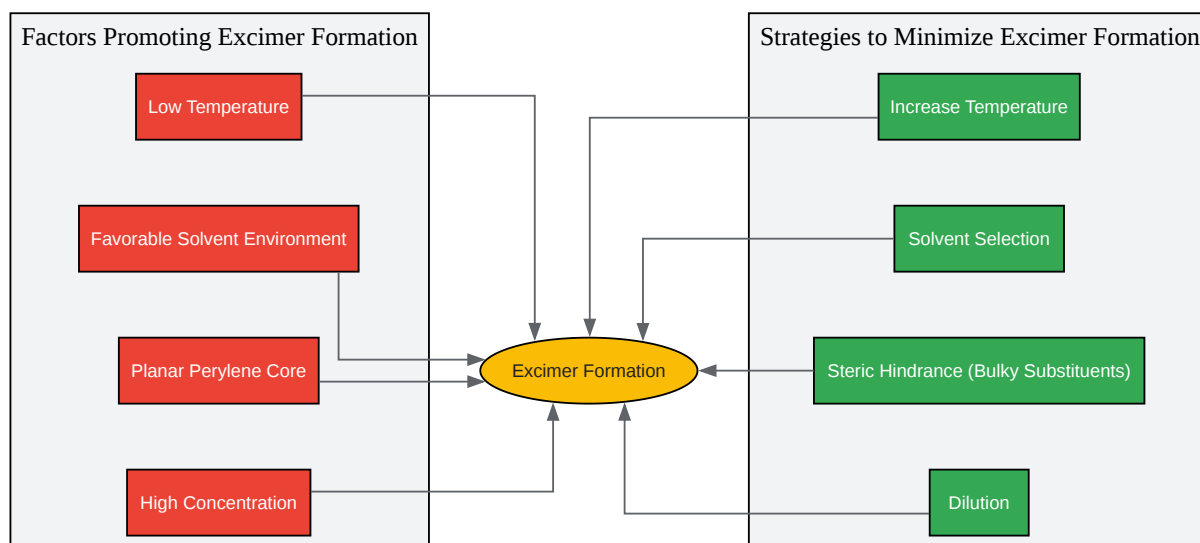 Factors Promoting Excimer Formation
Low Temperature
Favorable Solvent Environment
Planar Perylene Core
High Concentration
Excimer Formation
Strategies to Minimize Excimer Formation
Increase Temperature
Solvent Selection
Steric Hindrance (Bulky Substituents)
Dilution